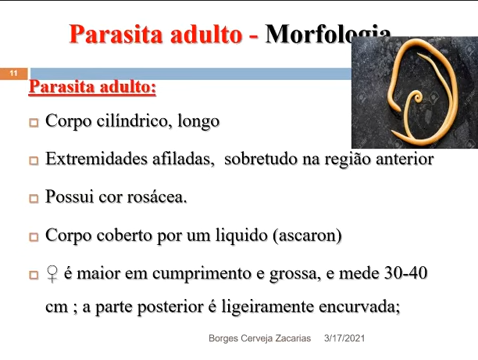 Parasita adulto - Morfologia
11
Parasita adulto:
Corpo cilíndrico, longo
Extremidades afiladas, sobretudo na região anterior
Possui cor rosácea.
Corpo coberto por um liquido (ascaron)
♀ é maior em cumprimento e grossa, e mede 30-40
cm ; a parte posterior é ligeiramente encurvada;
Borges Cerveja Zacarias 3/17/2021